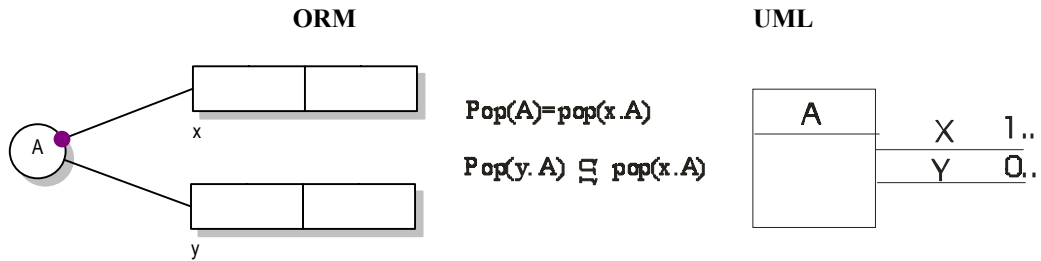 ORM UML
A
x
y
Pop(A)=pop(x.A)
Pop(y.A) ⊆ pop(x.A)
A
X 1..
Y 0..